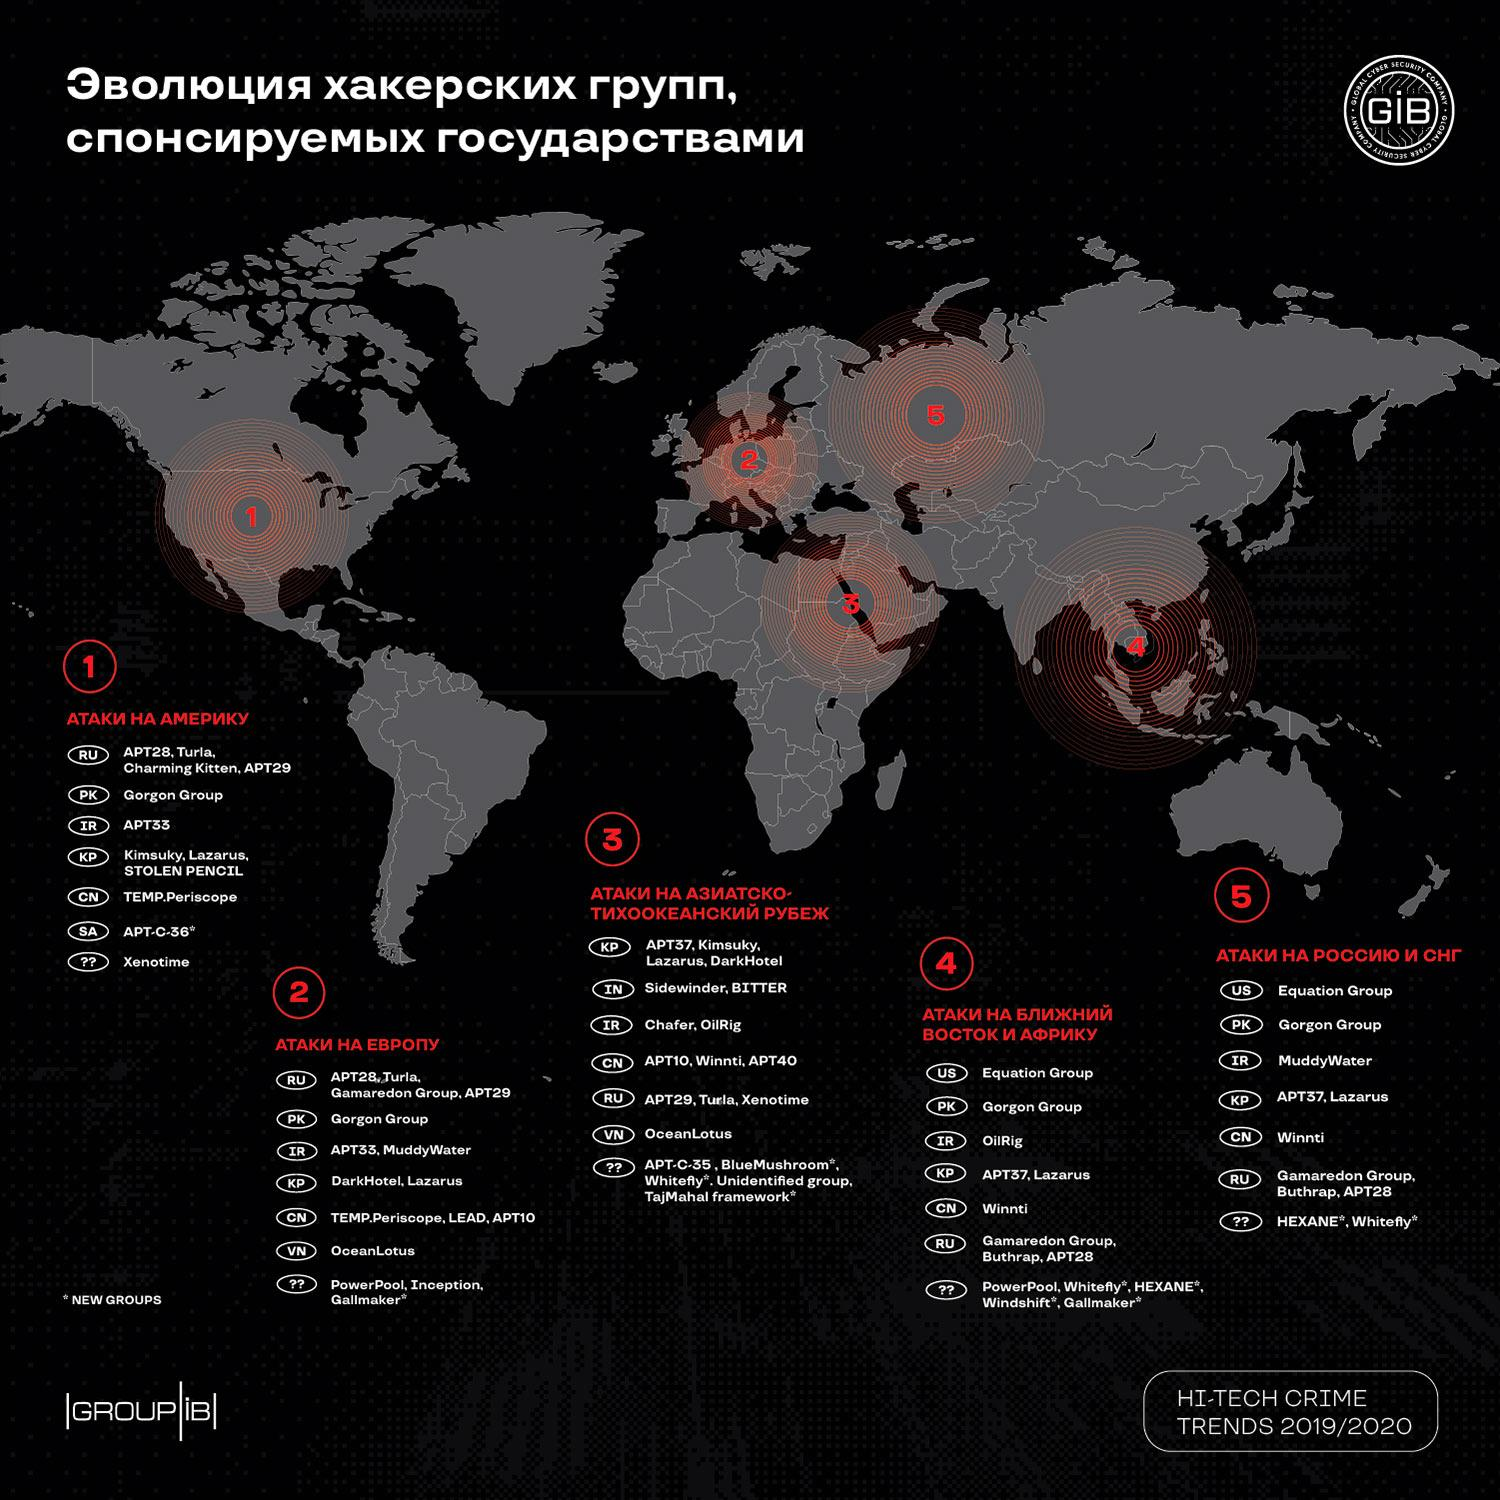 Эволюция хакерских групп,
спонсируемых государствами
GLOBAL CYBER SECURITY COMPANY • GLOBAL CYBER SECURITY COMPANY •
GiB
1
2
3
4
5
1
АТАКИ НА АМЕРИКУ
RU APT28, Turla,
Charming Kitten, APT29
PK Gorgon Group
IR APT33
KP Kimsuky, Lazarus,
STOLEN PENCIL
CN TEMP.Periscope
SA APT-C-36*
?? Xenotime
2
АТАКИ НА ЕВРОПУ
RU APT28, Turla,
Gamaredon Group, APT29
PK Gorgon Group
IR APT33, MuddyWater
KP DarkHotel, Lazarus
CN TEMP.Periscope, LEAD, APT10
VN OceanLotus
?? PowerPool, Inception,
Gallmaker*
3
АТАКИ НА АЗИАТСКО-
ТИХООКЕАНСКИЙ РУБЕЖ
KP APT37, Kimsuky,
Lazarus, DarkHotel
IN Sidewinder, BITTER
IR Chafer, OilRig
CN APT10, Winnti, APT40
RU APT29, Turla, Xenotime
VN OceanLotus
?? APT-C-35 , BlueMushroom*,
Whitefly*. Unidentified group,
TajMahal framework*
4
АТАКИ НА БЛИЖНИЙ
ВОСТОК И АФРИКУ
US Equation Group
PK Gorgon Group
IR OilRig
KP APT37, Lazarus
CN Winnti
RU Gamaredon Group,
Buthrap, APT28
?? PowerPool, Whitefly*, HEXANE*,
Windshift*, Gallmaker*
5
АТАКИ НА РОССИЮ И СНГ
US Equation Group
PK Gorgon Group
IR MuddyWater
KP APT37, Lazarus
CN Winnti
RU Gamaredon Group,
Buthrap, APT28
?? HEXANE*, Whitefly*
* NEW GROUPS
|GROUP|iB|
HI-TECH CRIME
TRENDS 2019/2020